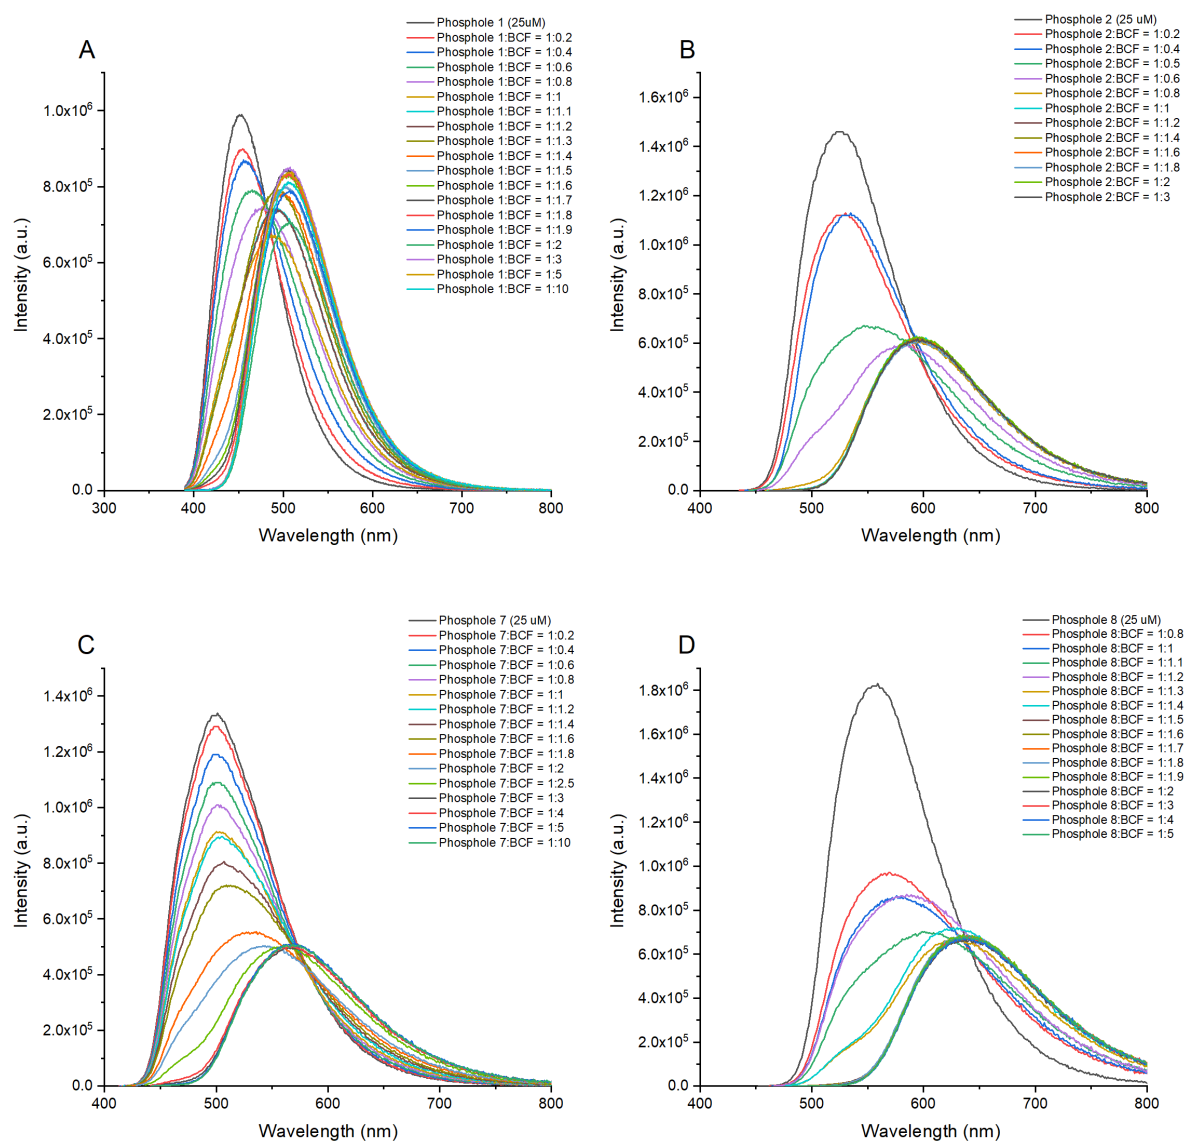 A
Phosphole 1 (25uM)
Phosphole 1:BCF = 1:0.2
Phosphole 1:BCF = 1:0.4
Phosphole 1:BCF = 1:0.6
Phosphole 1:BCF = 1:0.8
Phosphole 1:BCF = 1:1
Phosphole 1:BCF = 1:1.1
Phosphole 1:BCF = 1:1.2
Phosphole 1:BCF = 1:1.3
Phosphole 1:BCF = 1:1.4
Phosphole 1:BCF = 1:1.5
Phosphole 1:BCF = 1:1.6
Phosphole 1:BCF = 1:1.7
Phosphole 1:BCF = 1:1.8
Phosphole 1:BCF = 1:1.9
Phosphole 1:BCF = 1:2
Phosphole 1:BCF = 1:3
Phosphole 1:BCF = 1:5
Phosphole 1:BCF = 1:10
1.0x10⁶
8.0x10⁵
6.0x10⁵
4.0x10⁵
2.0x10⁵
0.0
Intensity (a.u.)
300 400 500 600 700 800
Wavelength (nm)
B
Phosphole 2 (25 uM)
Phosphole 2:BCF = 1:0.2
Phosphole 2:BCF = 1:0.4
Phosphole 2:BCF = 1:0.5
Phosphole 2:BCF = 1:0.6
Phosphole 2:BCF = 1:0.8
Phosphole 2:BCF = 1:1
Phosphole 2:BCF = 1:1.2
Phosphole 2:BCF = 1:1.4
Phosphole 2:BCF = 1:1.6
Phosphole 2:BCF = 1:1.8
Phosphole 2:BCF = 1:2
Phosphole 2:BCF = 1:3
1.6x10⁶
1.4x10⁶
1.2x10⁶
1.0x10⁶
8.0x10⁵
6.0x10⁵
4.0x10⁵
2.0x10⁵
0.0
Intensity (a.u.)
400 500 600 700 800
Wavelength (nm)
C
Phosphole 7 (25 uM)
Phosphole 7:BCF = 1:0.2
Phosphole 7:BCF = 1:0.4
Phosphole 7:BCF = 1:0.6
Phosphole 7:BCF = 1:0.8
Phosphole 7:BCF = 1:1
Phosphole 7:BCF = 1:1.2
Phosphole 7:BCF = 1:1.4
Phosphole 7:BCF = 1:1.6
Phosphole 7:BCF = 1:1.8
Phosphole 7:BCF = 1:2
Phosphole 7:BCF = 1:2.5
Phosphole 7:BCF = 1:3
Phosphole 7:BCF = 1:4
Phosphole 7:BCF = 1:5
Phosphole 7:BCF = 1:10
1.4x10⁶
1.2x10⁶
1.0x10⁶
8.0x10⁵
6.0x10⁵
4.0x10⁵
2.0x10⁵
0.0
Intensity (a.u.)
400 500 600 700 800
Wavelength (nm)
D
Phosphole 8 (25 uM)
Phosphole 8:BCF = 1:0.8
Phosphole 8:BCF = 1:1
Phosphole 8:BCF = 1:1.1
Phosphole 8:BCF = 1:1.2
Phosphole 8:BCF = 1:1.3
Phosphole 8:BCF = 1:1.4
Phosphole 8:BCF = 1:1.5
Phosphole 8:BCF = 1:1.6
Phosphole 8:BCF = 1:1.7
Phosphole 8:BCF = 1:1.8
Phosphole 8:BCF = 1:1.9
Phosphole 8:BCF = 1:2
Phosphole 8:BCF = 1:3
Phosphole 8:BCF = 1:4
Phosphole 8:BCF = 1:5
1.8x10⁶
1.6x10⁶
1.4x10⁶
1.2x10⁶
1.0x10⁶
8.0x10⁵
6.0x10⁵
4.0x10⁵
2.0x10⁵
0.0
Intensity (a.u.)
400 500 600 700 800
Wavelength (nm)